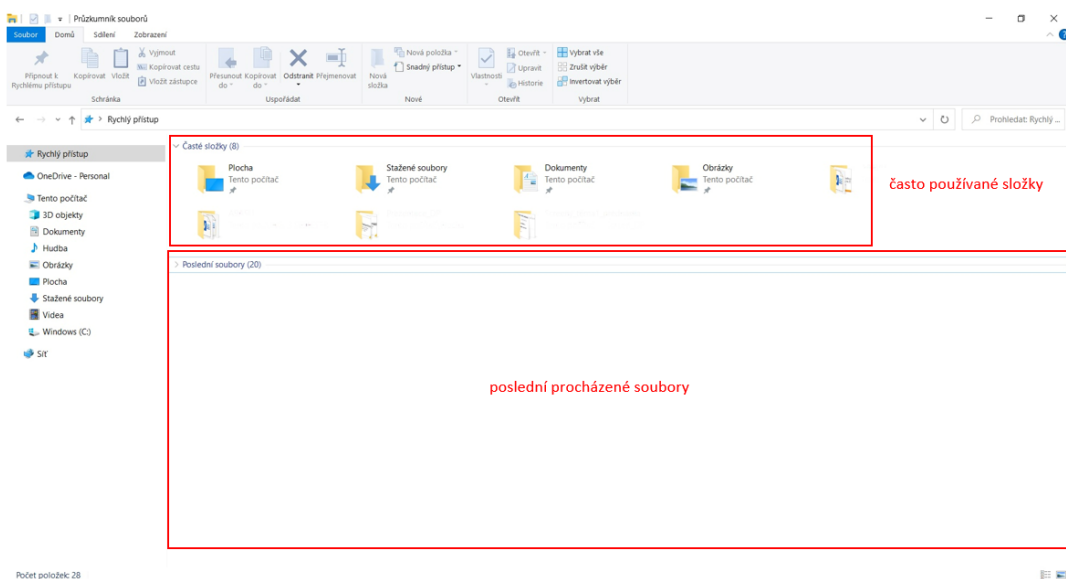 Průzkumník souborů
Soubor Domů Sdílení Zobrazení
Připnout k Rychlému přístupu
Kopírovat
Vložit
Vyjmout
Kopírovat cestu
Vložit zástupce
Schránka
Přesunout do
Kopírovat do
Odstranit
Přejmenovat
Uspořádat
Nová složka
Nová položka
Snadný přístup
Nové
Vlastnosti
Otevřít
Upravit
Historie
Otevřít
Vybrat vše
Zrušit výběr
Invertovat výběr
Vybrat
Rychlý přístup
Prohledat: Rychlý ...
Rychlý přístup
OneDrive - Personal
Tento počítač
3D objekty
Dokumenty
Hudba
Obrázky
Plocha
Stažené soubory
Videa
Windows (C:)
Síť
Časté složky (8)
Plocha
Tento počítač
Stažené soubory
Tento počítač
Dokumenty
Tento počítač
Obrázky
Tento počítač
často používané složky
Poslední soubory (20)
poslední procházené soubory
Počet položek: 28